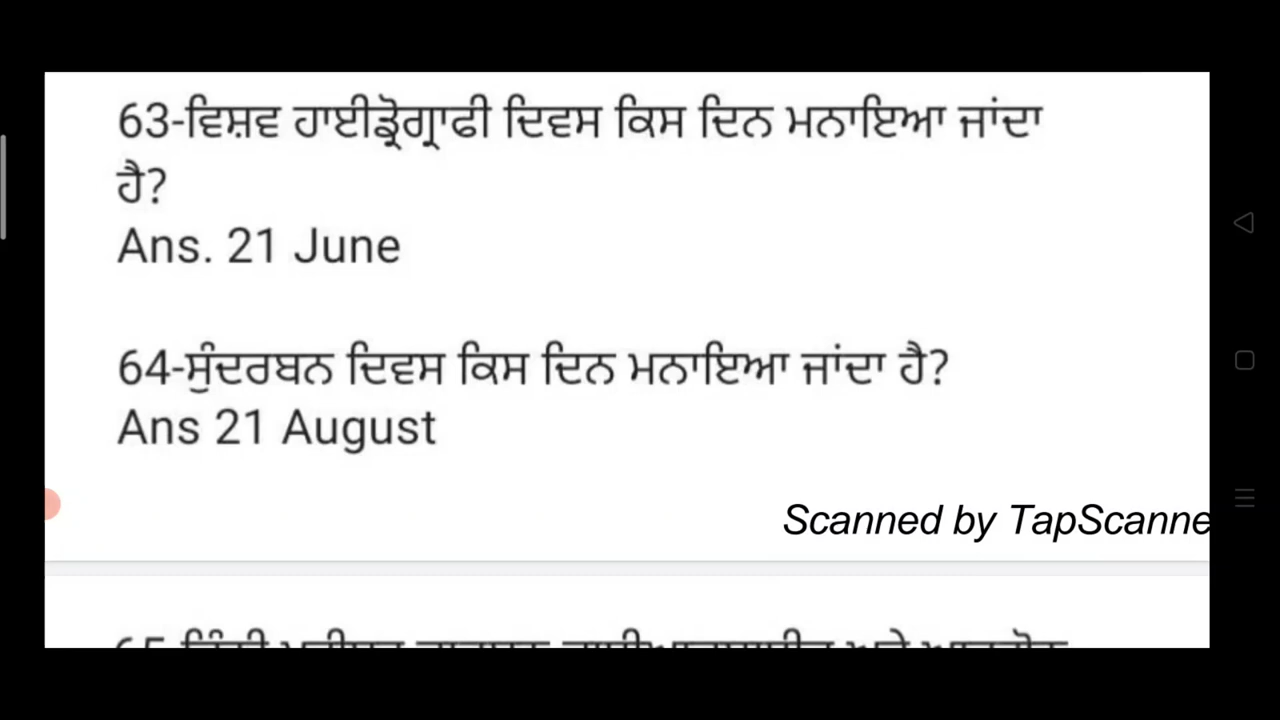 63-ਵਿਸ਼ਵ ਹਾਈਡ੍ਰੋਗ੍ਰਾਫੀ ਦਿਵਸ ਕਿਸ ਦਿਨ ਮਨਾਇਆ ਜਾਂਦਾ
ਹੈ?
Ans. 21 June
64-ਸੁੰਦਰਬਨ ਦਿਵਸ ਕਿਸ ਦਿਨ ਮਨਾਇਆ ਜਾਂਦਾ ਹੈ?
Ans 21 August
Scanned by TapScanne